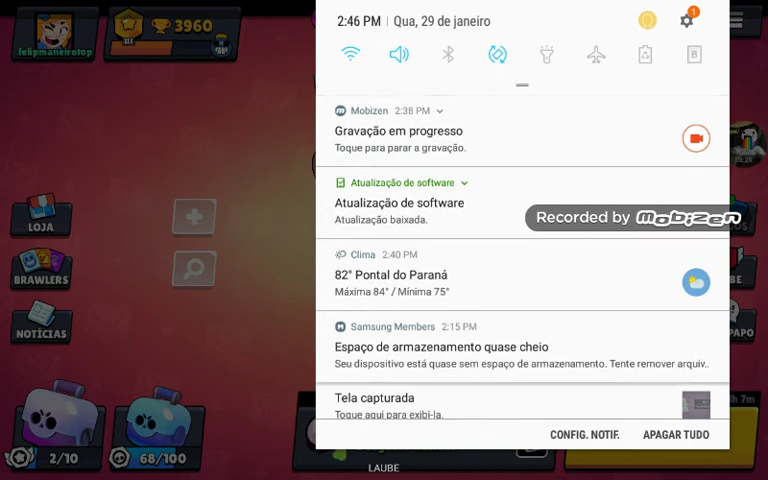 3960
felipmaneirotop
LOJA
BRAWLERS
NOTÍCIAS
2/10
68/100
2:46 PM | Qua, 29 de janeiro
1
Mobizen 2:38 PM
Gravação em progresso
Toque para parar a gravação.
Atualização de software
Atualização de software
Atualização baixada.
Recorded by mobizen
Clima 2:40 PM
82° Pontal do Paraná
Máxima 84° / Mínima 75°
Samsung Members 2:15 PM
Espaço de armazenamento quase cheio
Seu dispositivo está quase sem espaço de armazenamento. Tente remover arquiv..
Tela capturada
Toque aqui para exibi-la.
CONFIG. NOTIF. APAGAR TUDO
LAUBE